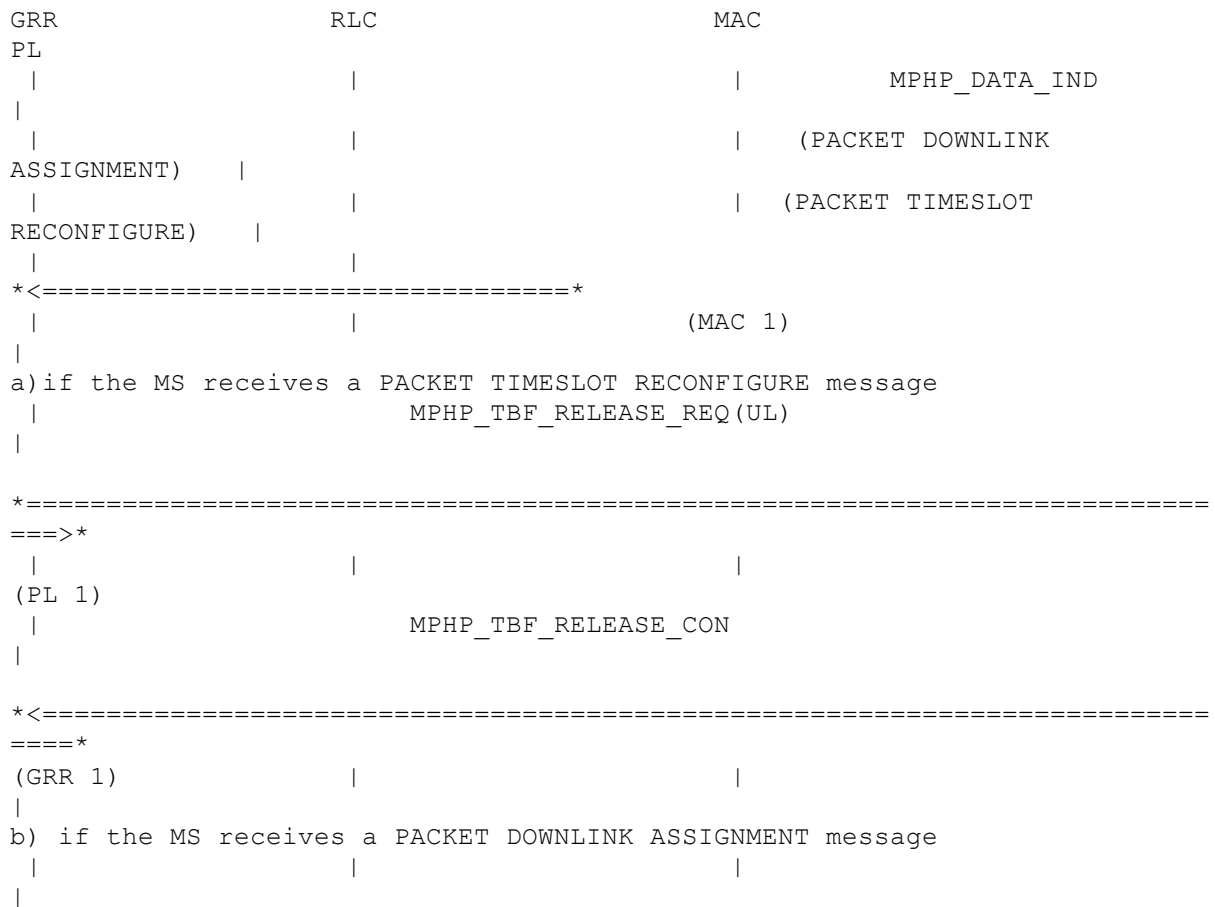 GRR                 RLC                     MAC
PL
 |                   |                       |         MPHP_DATA_IND
|
 |                   |                       |   (PACKET DOWNLINK
ASSIGNMENT)   |
 |                   |                       |  (PACKET TIMESLOT
RECONFIGURE)   |
 |                   |
*<=================================*
 |                   |                    (MAC 1)
|
a)if the MS receives a PACKET TIMESLOT RECONFIGURE message
 |                       MPHP_TBF_RELEASE_REQ(UL)
|

*==========================================================================
===>*
 |                   |                       |
(PL 1)
 |                       MPHP_TBF_RELEASE_CON
|

*<=========================================================================
====*
(GRR 1)              |                       |
|
b) if the MS receives a PACKET DOWNLINK ASSIGNMENT message
 |                   |                       |
|